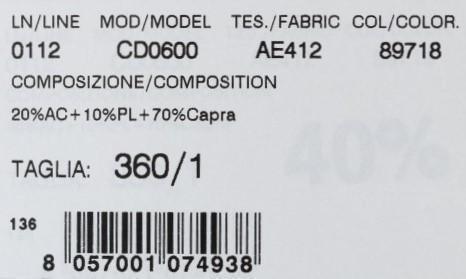 LN/LINE MOD/MODEL TES./FABRIC COL/COLOR.
0112 CD0600 AE412 89718
COMPOSIZIONE/COMPOSITION
20%AC+10%PL+70%Capra
40%
TAGLIA: 360/1
136
8 057001 074938